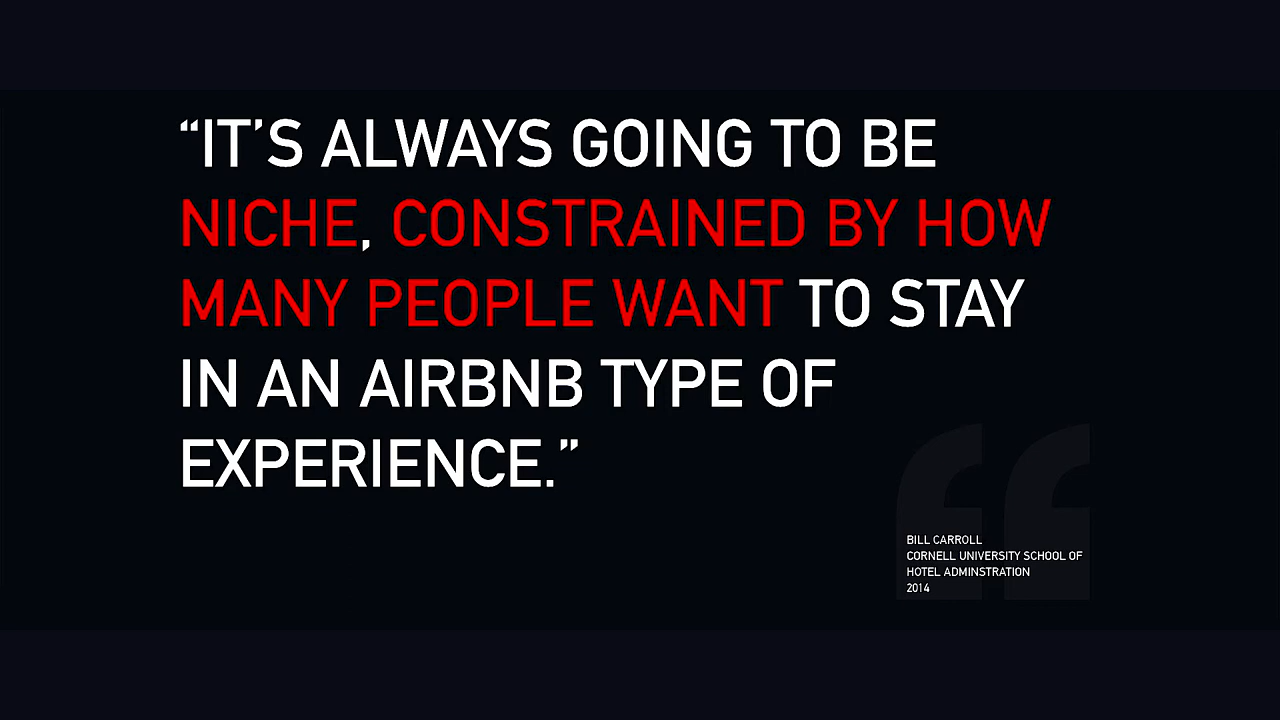 “IT’S ALWAYS GOING TO BE
NICHE, CONSTRAINED BY HOW
MANY PEOPLE WANT TO STAY
IN AN AIRBNB TYPE OF
EXPERIENCE.”
BILL CARROLL
CORNELL UNIVERSITY SCHOOL OF
HOTEL ADMINSTRATION
2014